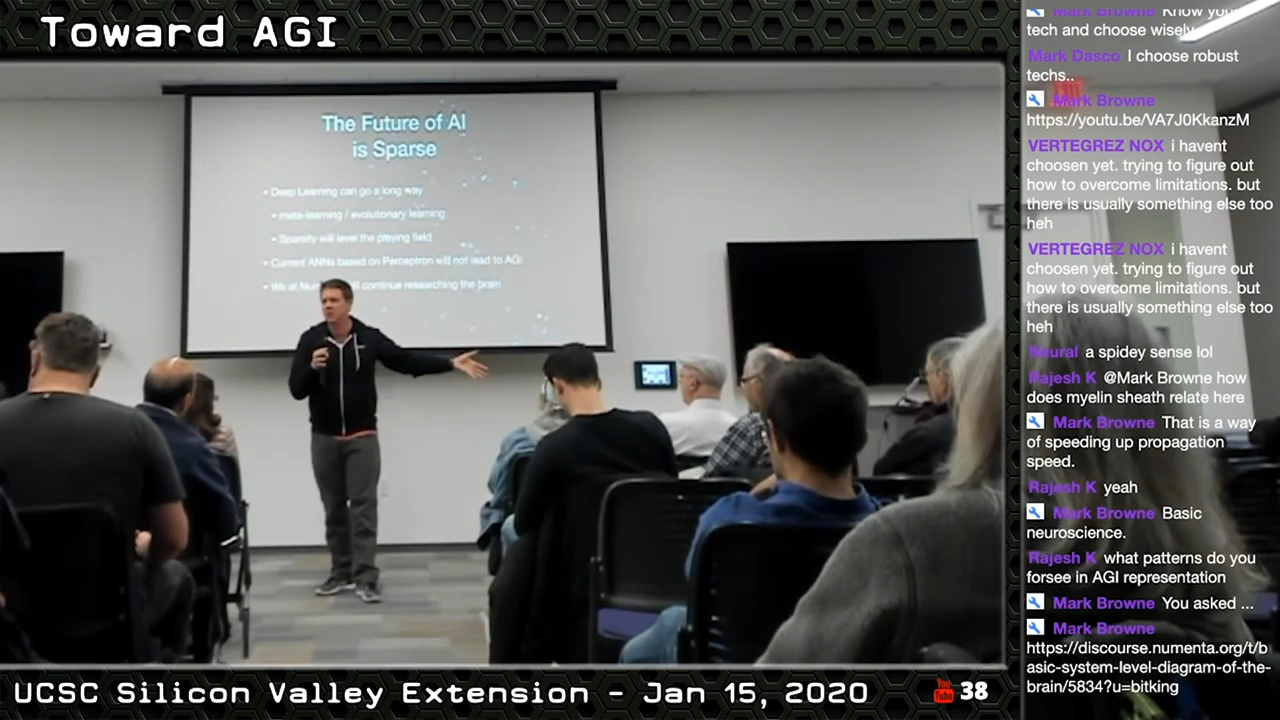 Toward AGI
The Future of AI
is Sparse
• Deep Learning can go a long way
• meta-learning / evolutionary learning
• Sparsity will level the playing field
• Current ANNs based on Perceptron will not lead to AGI
• We at will continue researching the brain
UCSC Silicon Valley Extension - Jan 15, 2020
You
Tube
38
Mark Browne Know your
tech and choose wisely
Mark Dasco I choose robust
techs..
Mark Browne
https://youtu.be/VA7J0KkanzM
VERTEGREZ NOX i havent
choosen yet. trying to figure out
how to overcome limitations. but
there is usually something else too
heh
VERTEGREZ NOX i havent
choosen yet. trying to figure out
how to overcome limitations. but
there is usually something else too
heh
Neural a spidey sense lol
Rajesh K @Mark Browne how
does myelin sheath relate here
Mark Browne That is a way
of speeding up propagation
speed.
Rajesh K yeah
Mark Browne Basic
neuroscience.
Rajesh K what patterns do you
forsee in AGI representation
Mark Browne You asked ...
Mark Browne
https://discourse.numenta.org/t/b
asic-system-level-diagram-of-the-
brain/5834?u=bitking